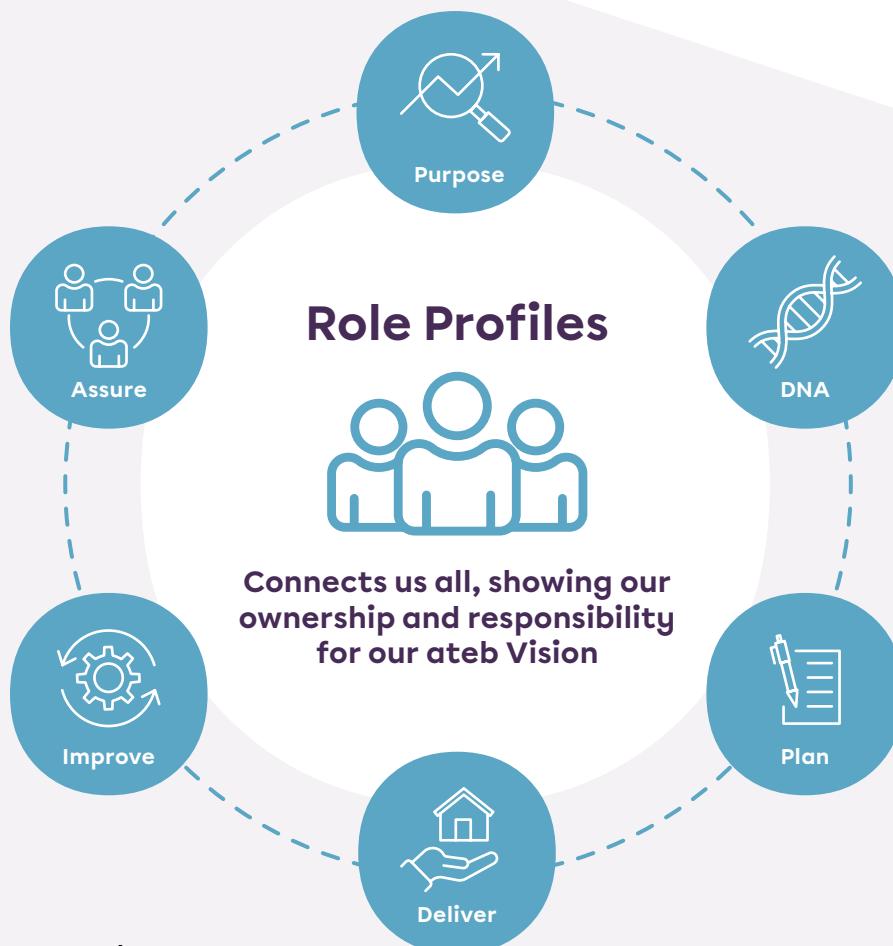 Purpose
Role Profiles
Assure
DNA
Connects us all, showing our
ownership and responsibility
for our ateb Vision
Improve
Plan
Deliver